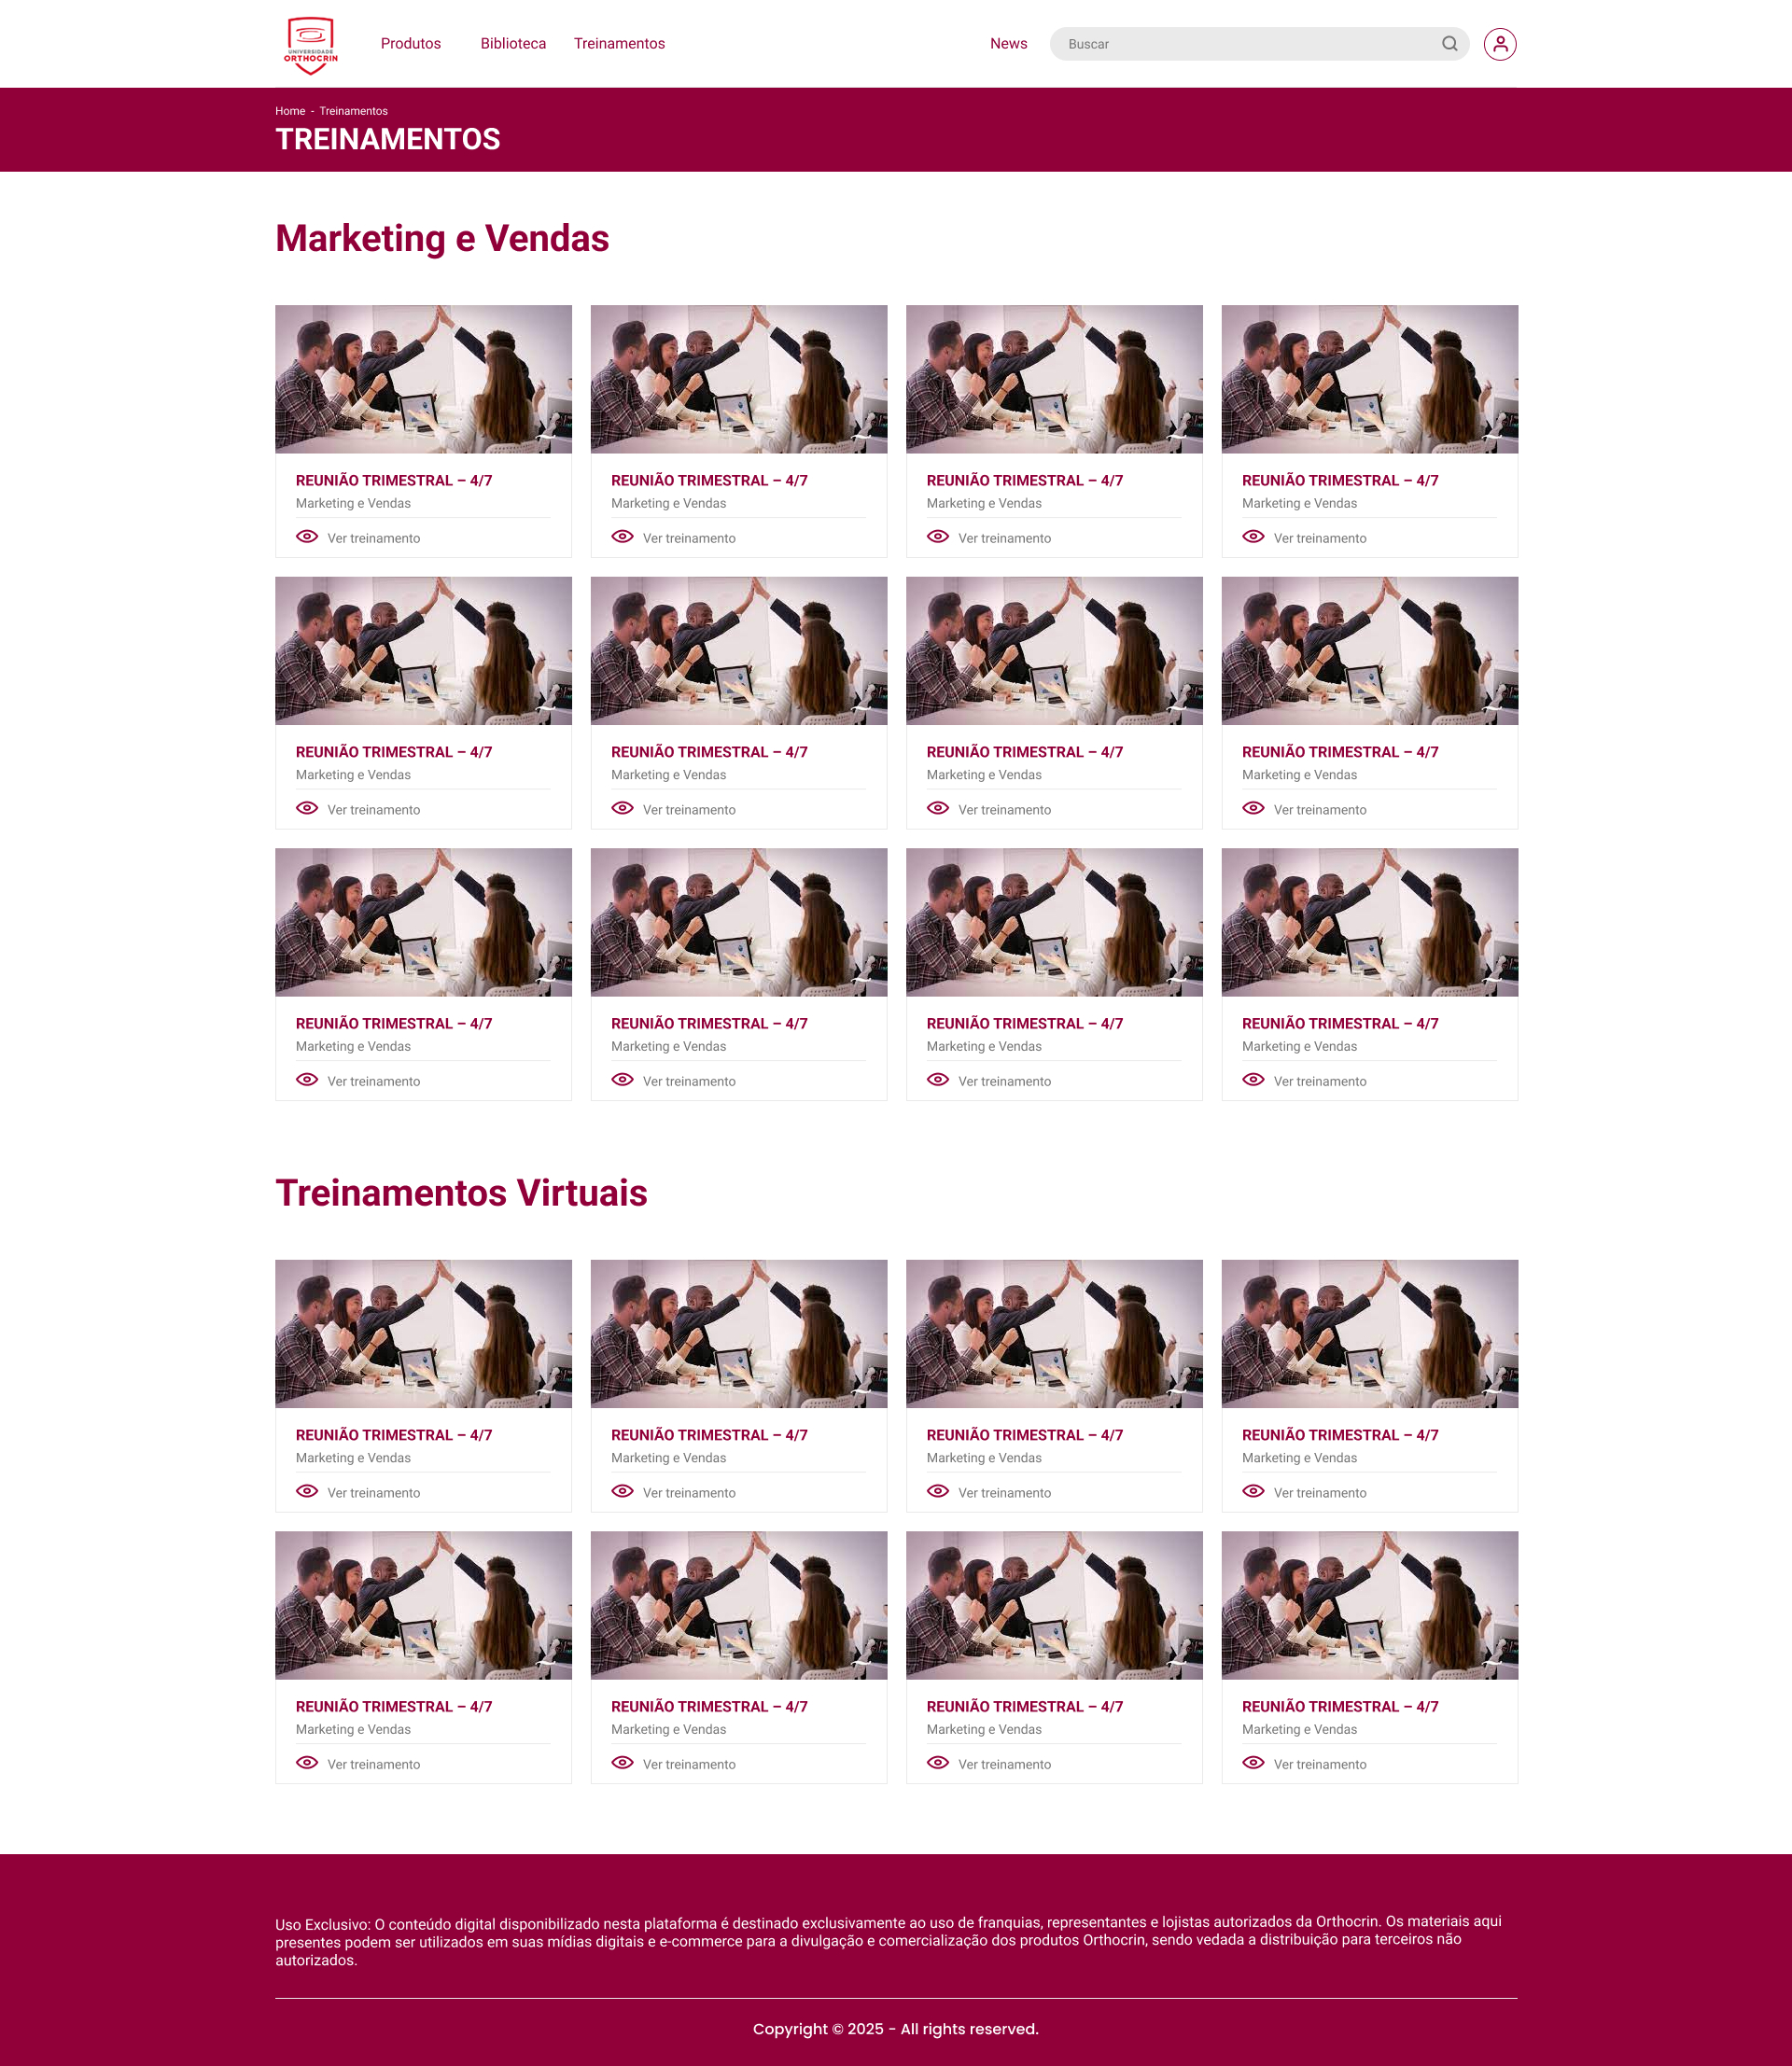 UNIVERSIDADE
ORTHOCRIN
Produtos
Biblioteca
Treinamentos
News
Buscar
Home - Treinamentos
TREINAMENTOS
Marketing e Vendas
REUNIÃO TRIMESTRAL – 4/7
Marketing e Vendas
Ver treinamento
REUNIÃO TRIMESTRAL – 4/7
Marketing e Vendas
Ver treinamento
REUNIÃO TRIMESTRAL – 4/7
Marketing e Vendas
Ver treinamento
REUNIÃO TRIMESTRAL – 4/7
Marketing e Vendas
Ver treinamento
REUNIÃO TRIMESTRAL – 4/7
Marketing e Vendas
Ver treinamento
REUNIÃO TRIMESTRAL – 4/7
Marketing e Vendas
Ver treinamento
REUNIÃO TRIMESTRAL – 4/7
Marketing e Vendas
Ver treinamento
REUNIÃO TRIMESTRAL – 4/7
Marketing e Vendas
Ver treinamento
REUNIÃO TRIMESTRAL – 4/7
Marketing e Vendas
Ver treinamento
REUNIÃO TRIMESTRAL – 4/7
Marketing e Vendas
Ver treinamento
REUNIÃO TRIMESTRAL – 4/7
Marketing e Vendas
Ver treinamento
REUNIÃO TRIMESTRAL – 4/7
Marketing e Vendas
Ver treinamento
Treinamentos Virtuais
REUNIÃO TRIMESTRAL – 4/7
Marketing e Vendas
Ver treinamento
REUNIÃO TRIMESTRAL – 4/7
Marketing e Vendas
Ver treinamento
REUNIÃO TRIMESTRAL – 4/7
Marketing e Vendas
Ver treinamento
REUNIÃO TRIMESTRAL – 4/7
Marketing e Vendas
Ver treinamento
REUNIÃO TRIMESTRAL – 4/7
Marketing e Vendas
Ver treinamento
REUNIÃO TRIMESTRAL – 4/7
Marketing e Vendas
Ver treinamento
REUNIÃO TRIMESTRAL – 4/7
Marketing e Vendas
Ver treinamento
REUNIÃO TRIMESTRAL – 4/7
Marketing e Vendas
Ver treinamento
Uso Exclusivo: O conteúdo digital disponibilizado nesta plataforma é destinado exclusivamente ao uso de franquias, representantes e lojistas autorizados da Orthocrin. Os materiais aqui
presentes podem ser utilizados em suas mídias digitais e e-commerce para a divulgação e comercialização dos produtos Orthocrin, sendo vedada a distribuição para terceiros não
autorizados.
Copyright © 2025 - All rights reserved.